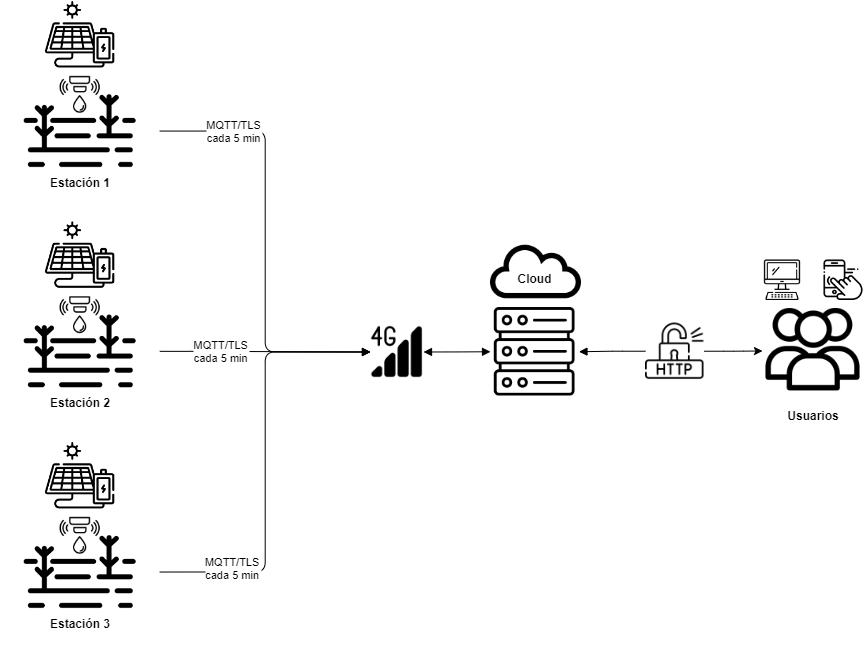 MQTT/TLS
cada 5 min
Estación 1
Cloud
MQTT/TLS
cada 5 min
4G
HTTP
Estación 2
Usuarios
MQTT/TLS
cada 5 min
Estación 3